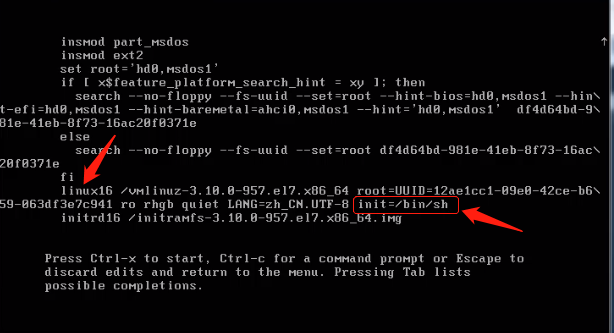 insmod part_msdos
insmod ext2
set root='hd0,msdos1'
if [ x$feature_platform_search_hint = xy ]; then
search --no-floppy --fs-uuid --set=root --hint-bios=hd0,msdos1 --hin\
t-efi=hd0,msdos1 --hint-baremetal=ahci0,msdos1 --hint='hd0,msdos1' df4d64bd-9\
81e-41eb-8f73-16ac20f0371e
else
search --no-floppy --fs-uuid --set=root df4d64bd-981e-41eb-8f73-16ac\
20f0371e
fi
linux16 /vmlinuz-3.10.0-957.el7.x86_64 root=UUID=12ae1cc1-09e0-42ce-b6\
59-063df3e7c941 ro rhgb quiet LANG=zh_CN.UTF-8 init=/bin/sh
initrd16 /initramfs-3.10.0-957.el7.x86_64.img
Press Ctrl-x to start, Ctrl-c for a command prompt or Escape to
discard edits and return to the menu. Pressing Tab lists
possible completions.